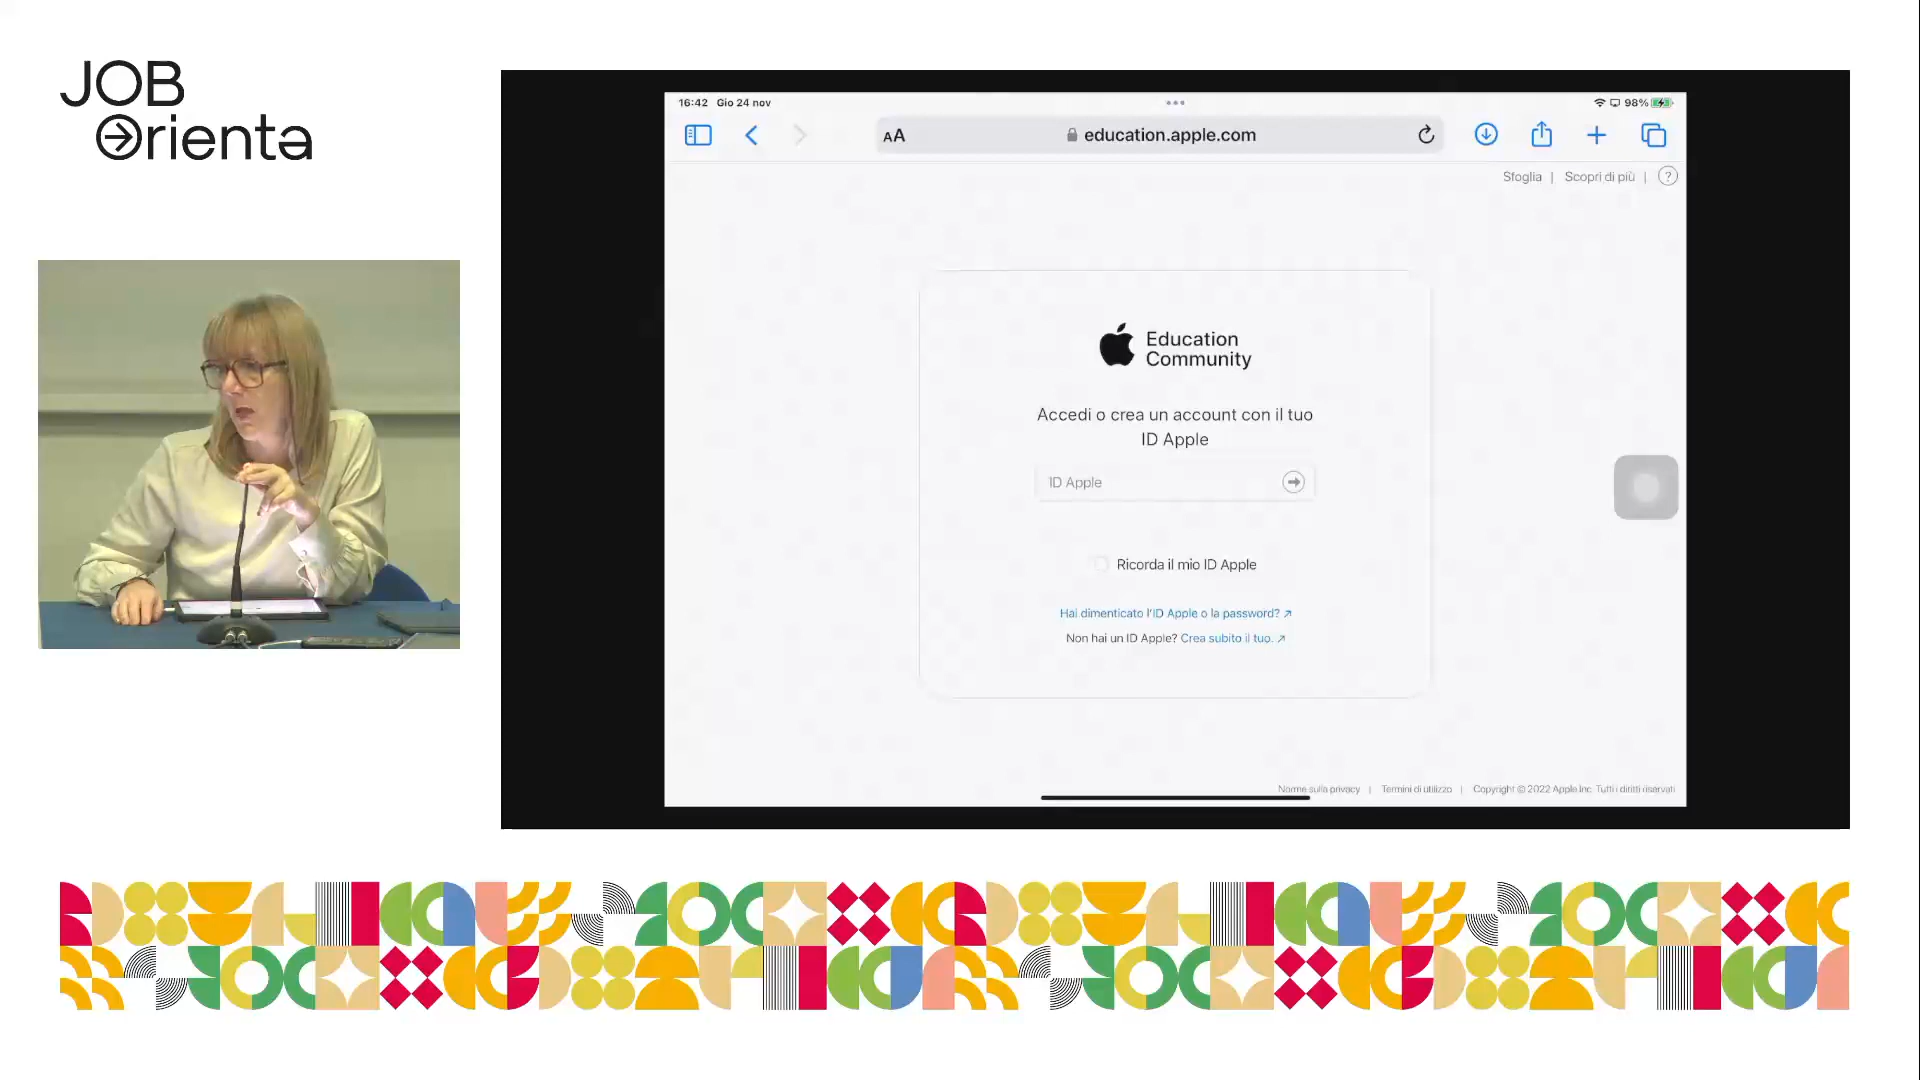 JOB
Orienta
16:42 Gio 24 nov
98%
AA
education.apple.com
Sfoglia | Scopri di più | ?
Education
Community
Accedi o crea un account con il tuo
ID Apple
ID Apple
Ricorda il mio ID Apple
Hai dimenticato l'ID Apple o la password? ↗
Non hai un ID Apple? Crea subito il tuo. ↗
Norme sulla privacy | Termini di utilizzo | Copyright © 2022 Apple Inc. Tutti i diritti riservati